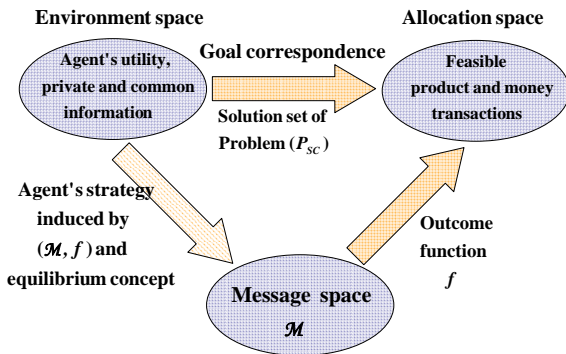 Environment space
Allocation space
Agent's utility,
private and common
information
Goal correspondence
Solution set of
Problem (P_SC)
Feasible
product and money
transactions
Agent's strategy
induced by
(ℳ, f) and
equilibrium concept
Outcome
function
f
Message space
ℳ